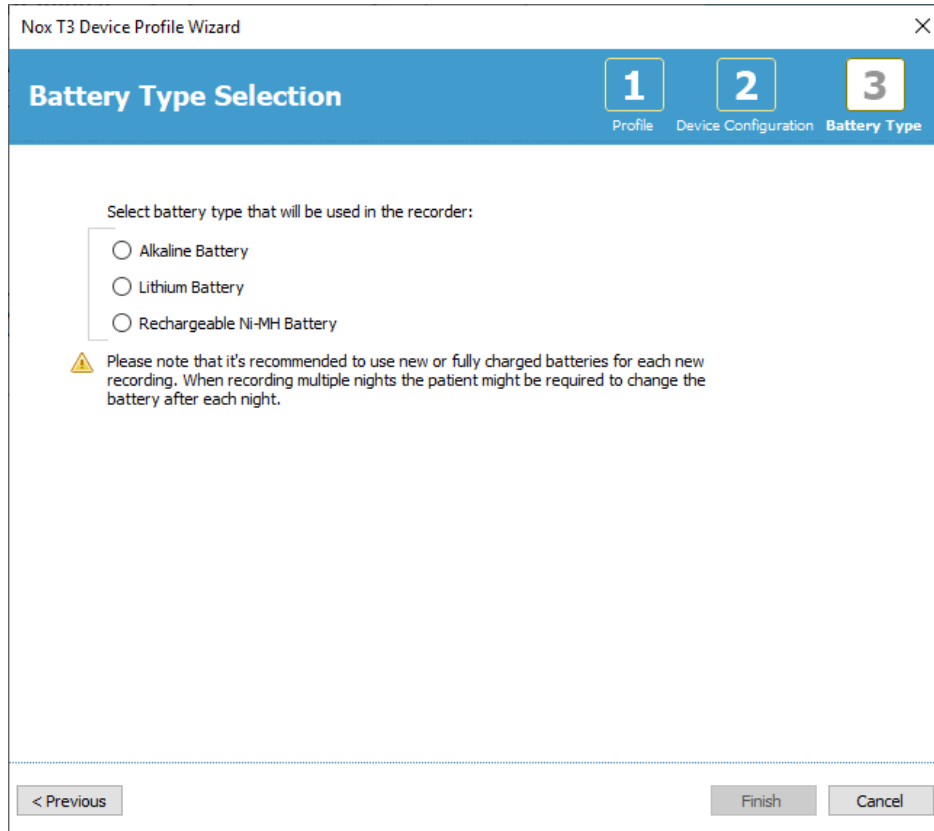 Nox T3 Device Profile Wizard
Battery Type Selection
1
2
3
Profile
Device Configuration
Battery Type
Select battery type that will be used in the recorder:
Alkaline Battery
Lithium Battery
Rechargeable Ni-MH Battery
Please note that it's recommended to use new or fully charged batteries for each new
recording. When recording multiple nights the patient might be required to change the
battery after each night.
< Previous
Finish
Cancel